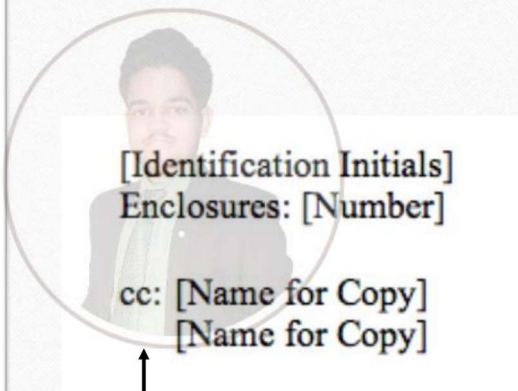 [Identification Initials]
Enclosures: [Number]
cc: [Name for Copy]
[Name for Copy]